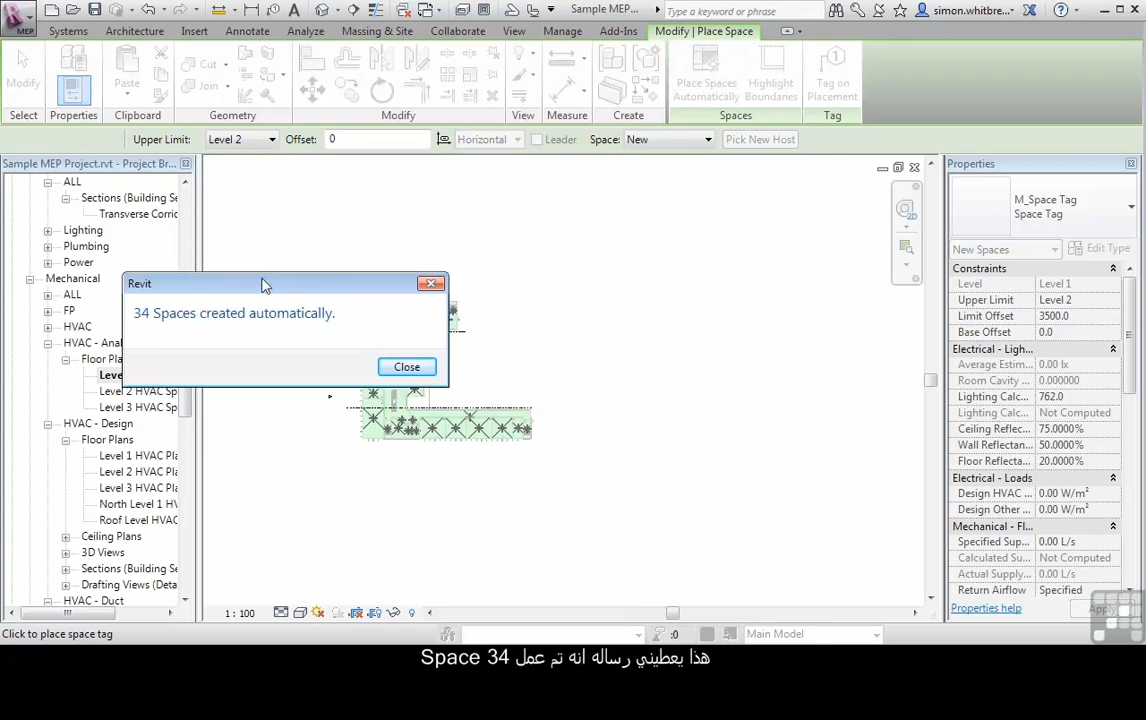 Sample MEP...
Type a keyword or phrase
simon.whitbre...
MEP
Systems
Insert
Annotate
Analyze
Massing & Site
Collaborate
View
Manage
Add-Ins
Modify | Place Space
Modify
Paste
Cut
Join
Place Spaces
Automatically
Highlight
Boundaries
Tag on
Placement
Select
Properties
Clipboard
Geometry
Modify
View
Measure
Create
Spaces
Tag
Upper Limit:
Level 2
Offset:
0
Horizontal
Leader
Space:
New
Pick New Host
Sample MEP Project.rvt - Project Br...
ALL
Sections (Building Se
Transverse Corric
Lighting
Plumbing
Power
Mechanical
ALL
FP
HVAC
HVAC - Anal
Floor Pla
Leve
Level 2 HVAC Sp
Level 3 HVAC Sp
HVAC - Design
Floor Plans
Level 1 HVAC Pla
Level 2 HVAC Pla
Level 3 HVAC Pla
North Level 1 HV
Roof Level HVAC
Ceiling Plans
3D Views
Sections (Building Se
Drafting Views (Deta
HVAC - Duct
Revit
34 Spaces created automatically.
Close
1 : 100
Properties
M_Space Tag
Space Tag
New Spaces
Edit Type
Constraints
Level
Level 1
Upper Limit
Level 2
Limit Offset
3500.0
Base Offset
0.0
Electrical - Ligh...
Average Estim...
0.00 lx
Room Cavity ...
0.000000
Lighting Calc...
762.0
Lighting Calc...
Not Computed
Ceiling Reflec...
75.0000%
Wall Reflectan...
50.0000%
Floor Reflecta...
20.0000%
Electrical - Loads
Design HVAC ...
0.00 W/m²
Design Other ...
0.00 W/m²
Mechanical - Fl...
Specified Sup...
0.00 L/s
Calculated Su...
Not Computed
Actual Supply...
0.00 L/s
Return Airflow
Specified
Properties help
Apply
Click to place space tag
:0
Main Model
هذا يعطيني رساله انه تم عمل 34 Space